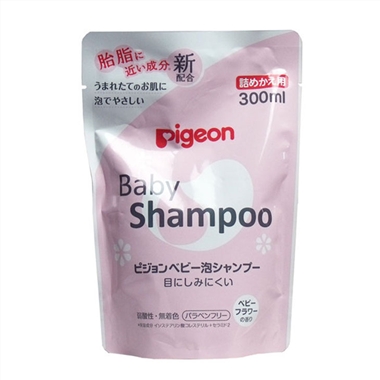 胎脂に
近い成分 新
配合
うまれたてのお肌に
泡でやさしい
詰めかえ用
300ml
Pigeon
Baby
Shampoo
ピジョンベビー泡シャンプー
目にしみにくい
弱酸性・無着色 パラベンフリー
ベビー
フラワー
の香り